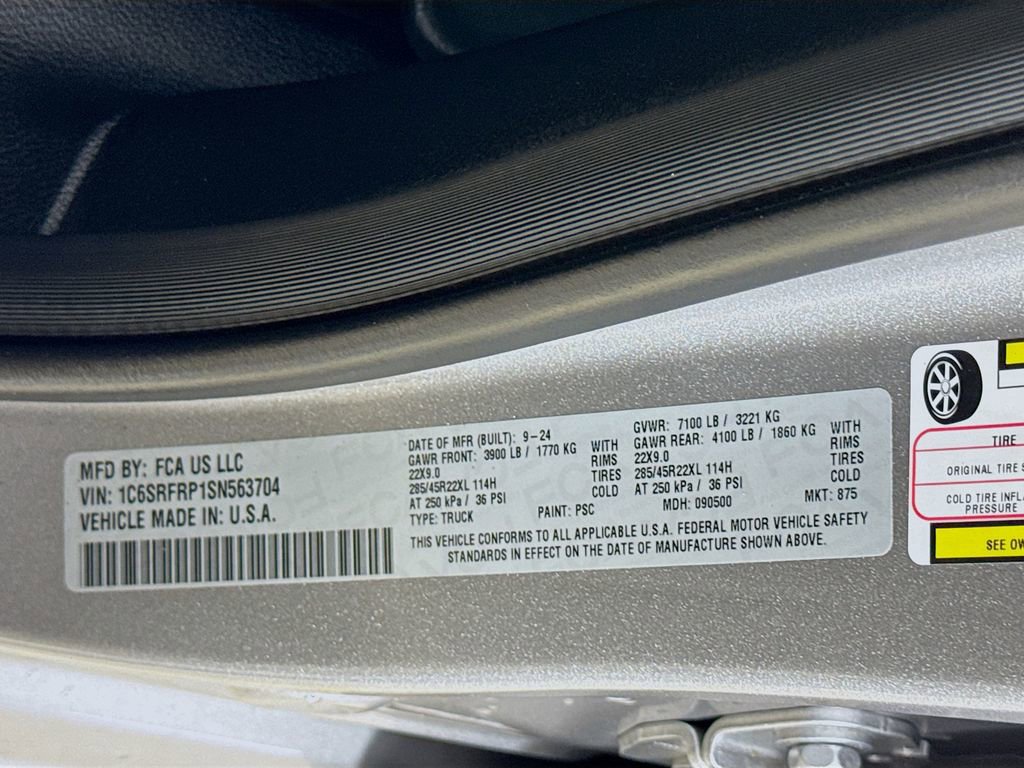 MFD BY: FCA US LLC
VIN: 1C6SRFRP1SN563704
VEHICLE MADE IN: U.S.A.
DATE OF MFR (BUILT): 9-24
GAWR FRONT: 3900 LB / 1770 KG WITH
22X9.0 RIMS
285/45R22XL 114H TIRES
AT 250 kPa / 36 PSI COLD
TYPE: TRUCK PAINT: PSC
GVWR: 7100 LB / 3221 KG
GAWR REAR: 4100 LB / 1860 KG WITH
22X9.0 RIMS
285/45R22XL 114H TIRES
AT 250 kPa / 36 PSI COLD
MDH: 090500 MKT: 875
THIS VEHICLE CONFORMS TO ALL APPLICABLE U.S.A. FEDERAL MOTOR VEHICLE SAFETY
STANDARDS IN EFFECT ON THE DATE OF MANUFACTURE SHOWN ABOVE.
TIRE
ORIGINAL TIRE S
COLD TIRE INFL
PRESSURE
SEE OW